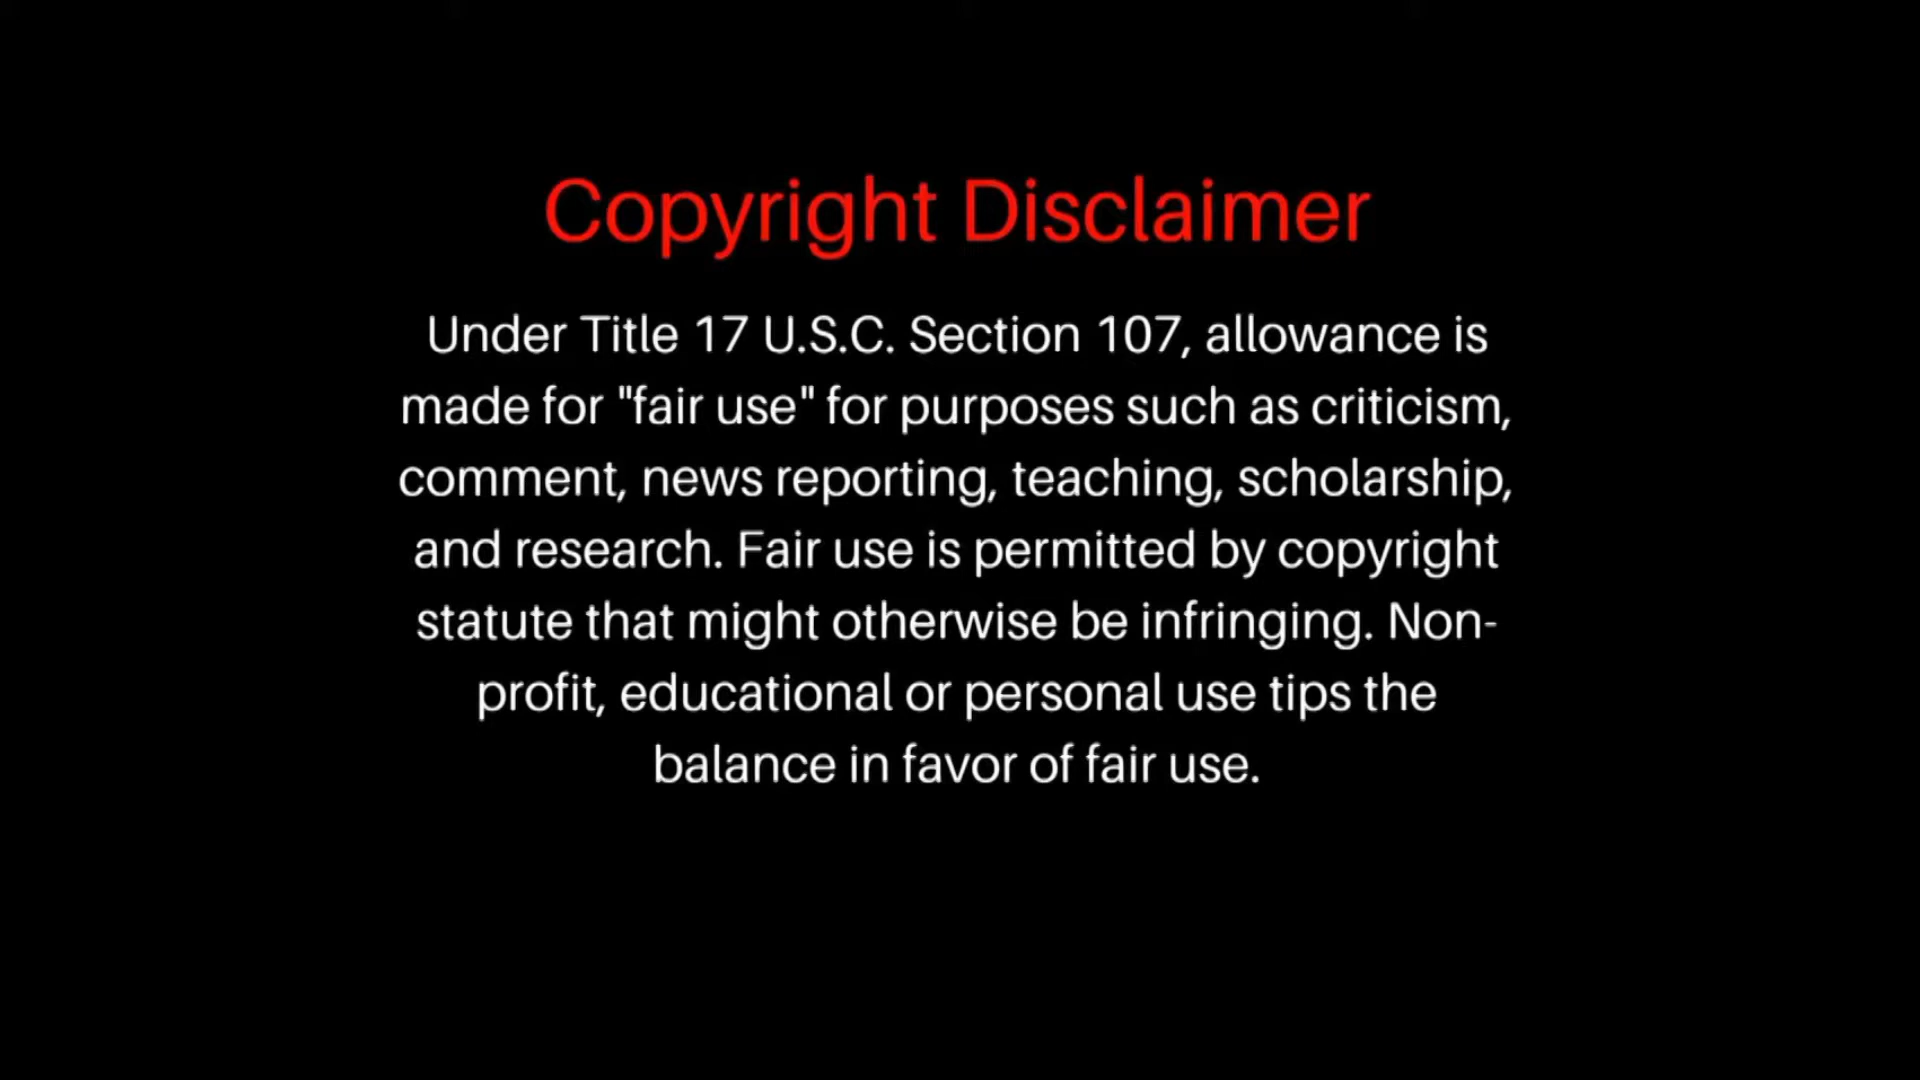 Copyright Disclaimer
Under Title 17 U.S.C. Section 107, allowance is
made for "fair use" for purposes such as criticism,
comment, news reporting, teaching, scholarship,
and research. Fair use is permitted by copyright
statute that might otherwise be infringing. Non-
profit, educational or personal use tips the
balance in favor of fair use.